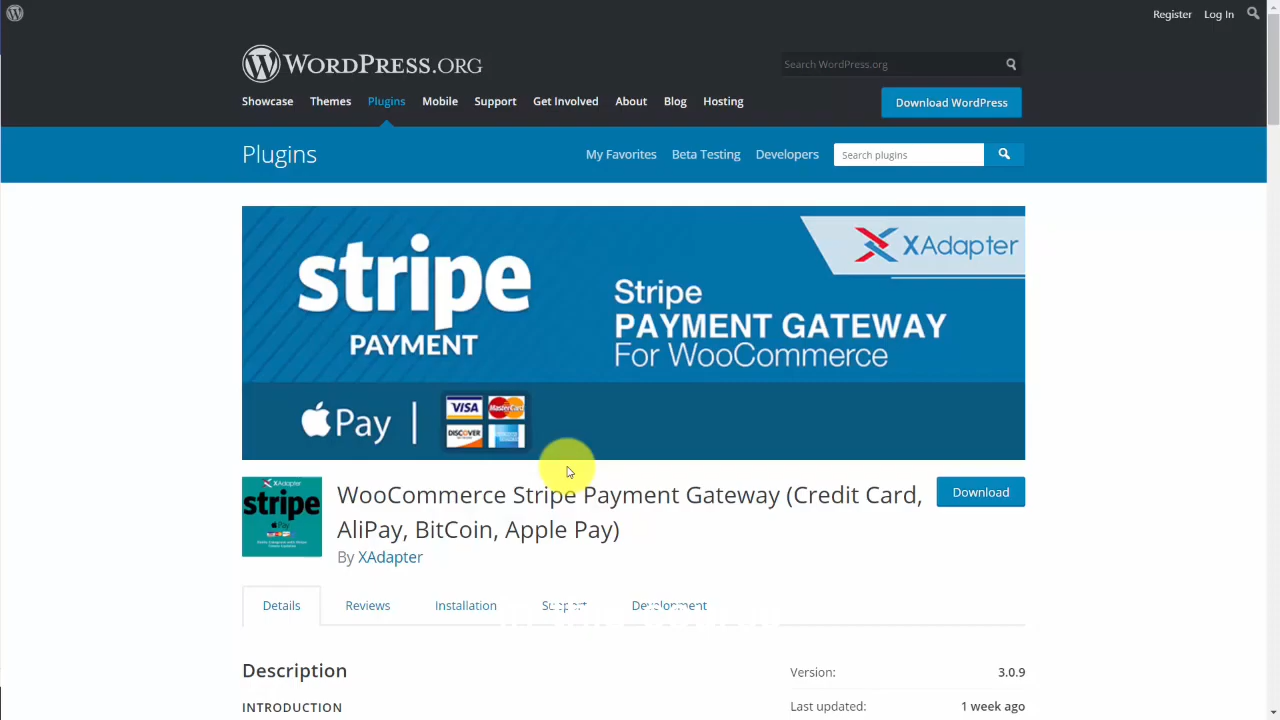 Register Log In
WORDPRESS.ORG
Search WordPress.org
Showcase Themes Plugins Mobile Support Get Involved About Blog Hosting
Download WordPress
Plugins
My Favorites Beta Testing Developers
Search plugins
stripe
PAYMENT
XAdapter
Stripe
PAYMENT GATEWAY
For WooCommerce
Pay
VISA MasterCard
DISCOVER
XAdapter
stripe
Pay
WooCommerce Stripe Payment Gateway (Credit Card,
AliPay, BitCoin, Apple Pay)
By XAdapter
Download
Details Reviews Installation Support Development
Description
INTRODUCTION
Version: 3.0.9
Last updated: 1 week ago